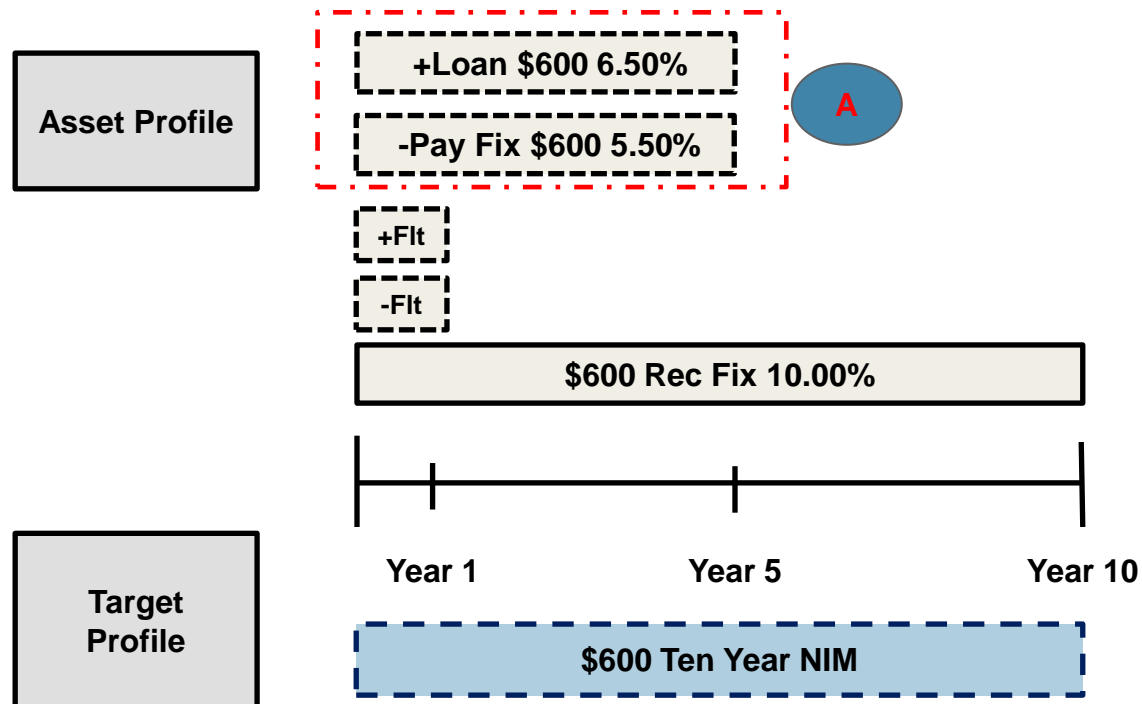 +Loan $600 6.50%
Asset Profile
A
-Pay Fix $600 5.50%
+Flt
-Flt
$600 Rec Fix 10.00%
Year 1
Year 5
Year 10
Target
Profile
$600 Ten Year NIM